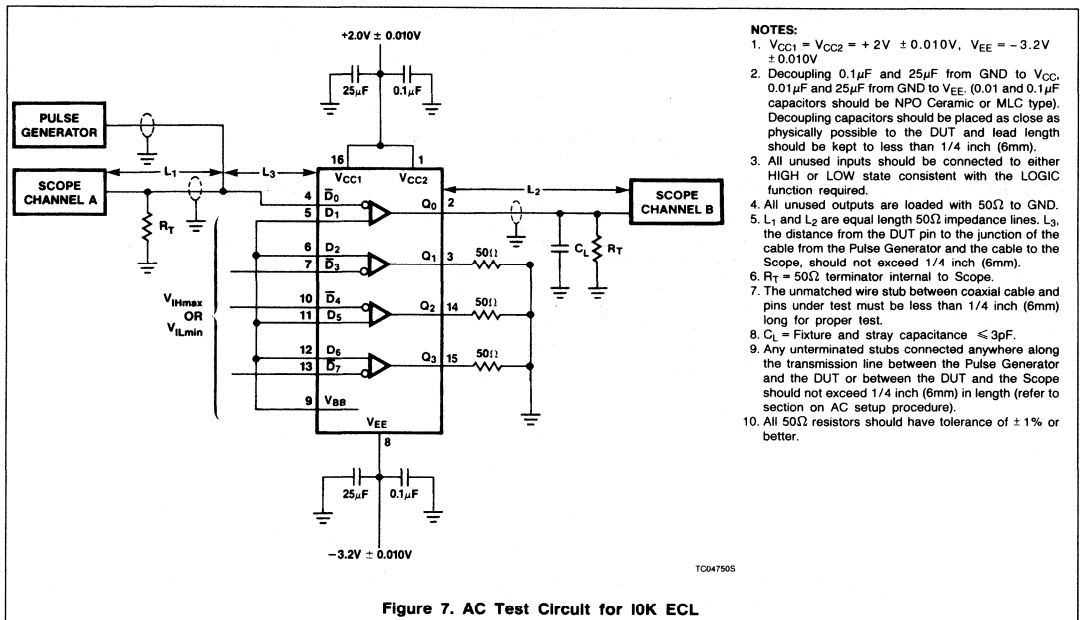 +2.0V ± 0.010V
25μF
0.1μF
PULSE
GENERATOR
L1
L3
SCOPE
CHANNEL A
RT
16
1
VCC1
VCC2
4
D̅0
5
D1
6
D2
7
D̅3
VIHmax
OR
VILmin
10
D̅4
11
D5
12
D6
13
D̅7
9
VBB
VEE
8
Q0
2
L2
SCOPE
CHANNEL B
CL
RT
Q1
3
50Ω
Q2
14
50Ω
Q3
15
50Ω
25μF
0.1μF
−3.2V ± 0.010V
TC04750S
NOTES:
1. VCC1 = VCC2 = + 2V ±0.010V, VEE = −3.2V
±0.010V
2. Decoupling 0.1μF and 25μF from GND to VCC,
0.01μF and 25μF from GND to VEE. (0.01 and 0.1μF
capacitors should be NPO Ceramic or MLC type).
Decoupling capacitors should be placed as close as
physically possible to the DUT and lead length
should be kept to less than 1/4 inch (6mm).
3. All unused inputs should be connected to either
HIGH or LOW state consistent with the LOGIC
function required.
4. All unused outputs are loaded with 50Ω to GND.
5. L1 and L2 are equal length 50Ω impedance lines. L3,
the distance from the DUT pin to the junction of the
cable from the Pulse Generator and the cable to the
Scope, should not exceed 1/4 inch (6mm).
6. RT = 50Ω terminator internal to Scope.
7. The unmatched wire stub between coaxial cable and
pins under test must be less than 1/4 inch (6mm)
long for proper test.
8. CL = Fixture and stray capacitance ≤ 3pF.
9. Any unterminated stubs connected anywhere along
the transmission line between the Pulse Generator
and the DUT or between the DUT and the Scope
should not exceed 1/4 inch (6mm) in length (refer to
section on AC setup procedure).
10. All 50Ω resistors should have tolerance of ± 1% or
better.
Figure 7. AC Test Circuit for I0K ECL